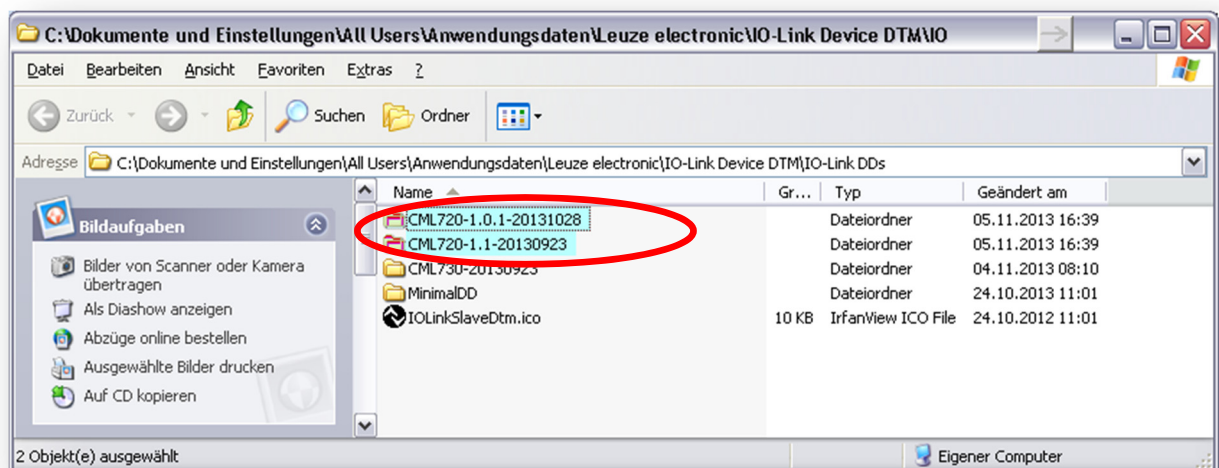 C:\Dokumente und Einstellungen\All Users\Anwendungsdaten\Leuze electronic\IO-Link Device DTM\IO
Datei Bearbeiten Ansicht Favoriten Extras ?
Zurück Suchen Ordner
Adresse C:\Dokumente und Einstellungen\All Users\Anwendungsdaten\Leuze electronic\IO-Link Device DTM\IO-Link DDs
Name Gr... Typ Geändert am
Bildaufgaben
Bilder von Scanner oder Kamera
übertragen
Als Diashow anzeigen
Abzüge online bestellen
Ausgewählte Bilder drucken
Auf CD kopieren
CML720-1.0.1-20131028 Dateiordner 05.11.2013 16:39
CML720-1.1-20130923 Dateiordner 05.11.2013 16:39
CML730-20130923 Dateiordner 04.11.2013 08:10
MinimalDD Dateiordner 24.10.2013 11:01
IOLinkSlaveDtm.ico 10 KB IrfanView ICO File 24.10.2012 11:01
2 Objekt(e) ausgewählt Eigener Computer